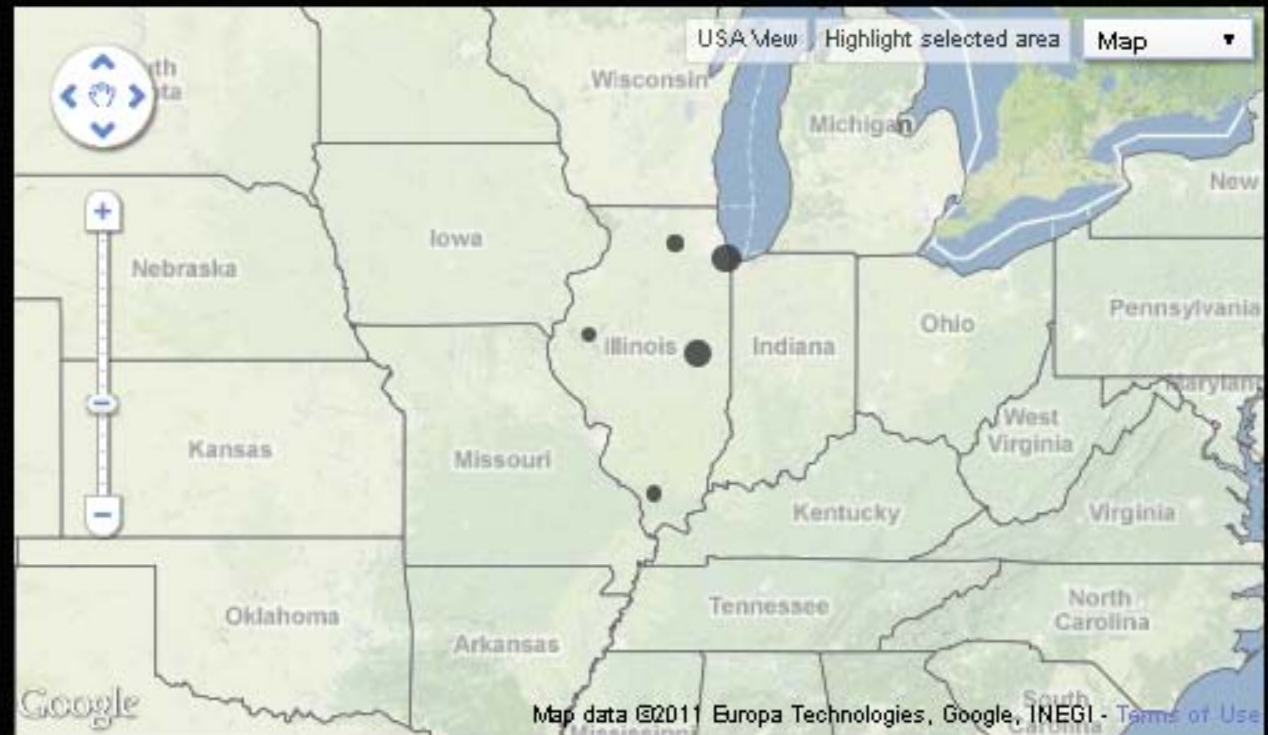 USA View Highlight selected area Map
Wisconsin
Michigan
New
Iowa
Nebraska
Pennsylvania
Ohio
Illinois
Indiana
West
Virginia
Kansas
Missouri
Kentucky
Virginia
Tennessee
North
Carolina
Oklahoma
Arkansas
South
Carolina
Google
Map data ©2011 Europa Technologies, Google, INEGI - Terms of Use